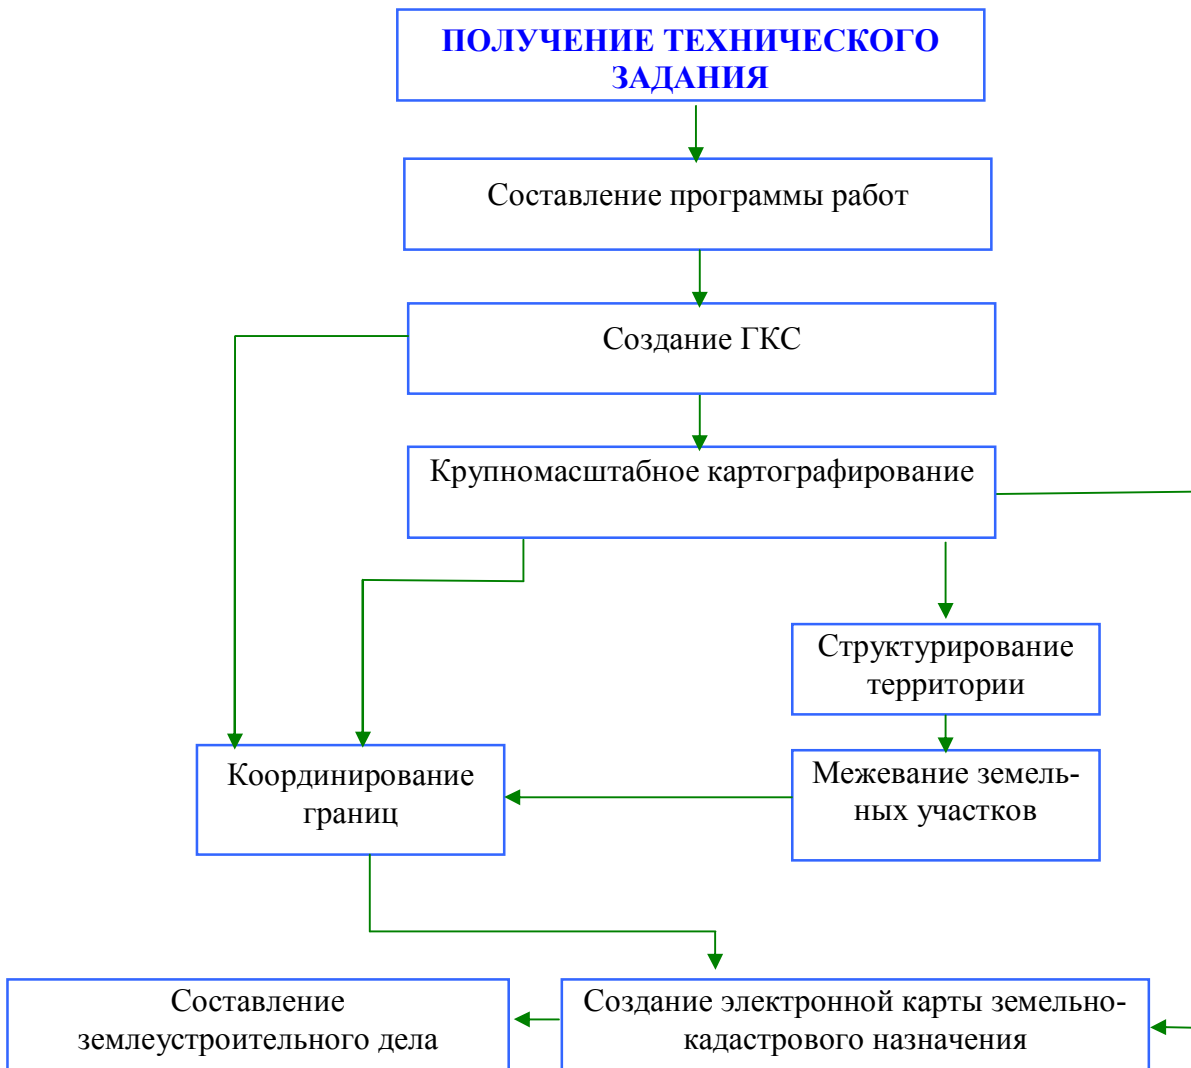 ПОЛУЧЕНИЕ ТЕХНИЧЕСКОГО
ЗАДАНИЯ
Составление программы работ
Создание ГКС
Крупномасштабное картографирование
Структурирование
территории
Координирование
границ
Межевание земель-
ных участков
Составление
землеустроительного дела
Создание электронной карты земельно-
кадастрового назначения